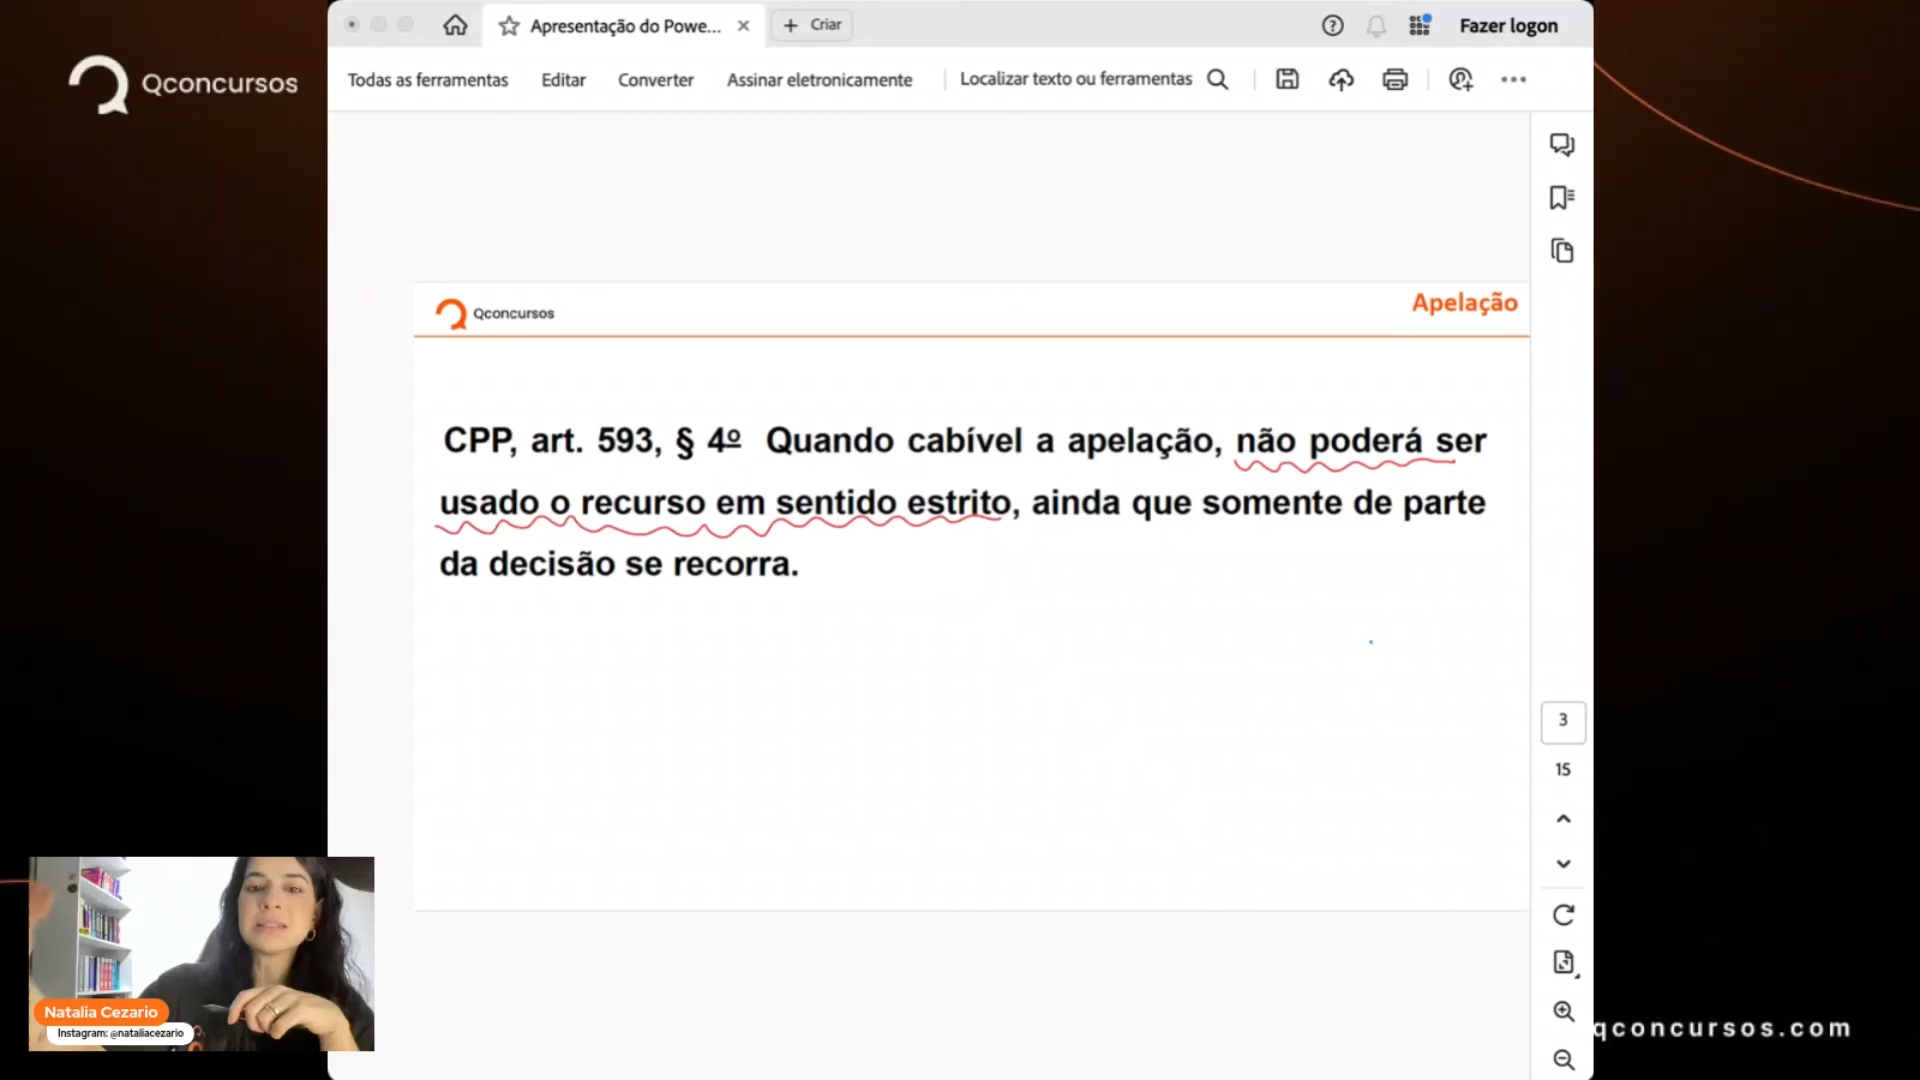 Qconcursos
Apresentação do Powe...
Criar
Fazer logon
Todas as ferramentas
Editar
Converter
Assinar eletronicamente
Localizar texto ou ferramentas
Qconcursos
Apelação
CPP, art. 593, § 4º Quando cabível a apelação, não poderá ser
usado o recurso em sentido estrito, ainda que somente de parte
da decisão se recorra.
3
15
Natalia Cezario
Instagram: @nataliacezario
qconcursos.com